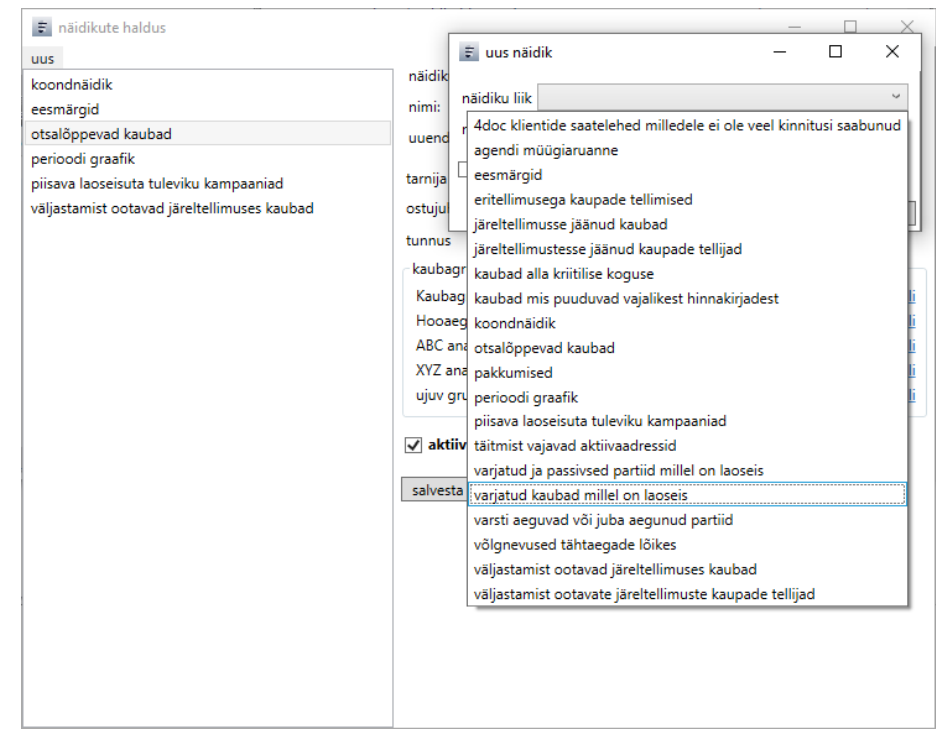 näidikute haldus
uus
koondnäidik
eesmärgid
otsalõppevad kaubad
perioodi graafik
piisava laoseisuta tuleviku kampaaniad
väljastamist ootavad järeltellimuses kaubad
uus näidik
näidiku liik
nimi:
tarnija
tunnus
aktiiv
salvesta
4doc klientide saatelehed milledele ei ole veel kinnitusi saabunud
agendi müügiaruanne
eesmärgid
eritellimusega kaupade tellimised
järeltellimusse jäänud kaubad
järeltellimustesse jäänud kaupade tellijad
kaubad alla kriitilise koguse
kaubad mis puuduvad vajalikest hinnakirjadest
koondnäidik
otsalõppevad kaubad
pakkumised
perioodi graafik
piisava laoseisuta tuleviku kampaaniad
täitmist vajavad aktiivaadressid
varjatud ja passivsed partiid millel on laoseis
varjatud kaubad millel on laoseis
varsti aeguvad või juba aegunud partiid
võlgnevused tähtaegade lõikes
väljastamist ootavad järeltellimuses kaubad
väljastamist ootavate järeltellimuste kaupade tellijad